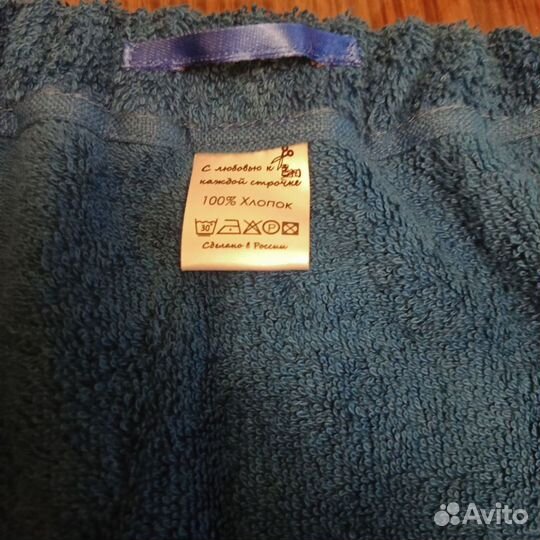 С любовью к
каждой строчке
100% Хлопок
30°
P
Сделано в России
Avito